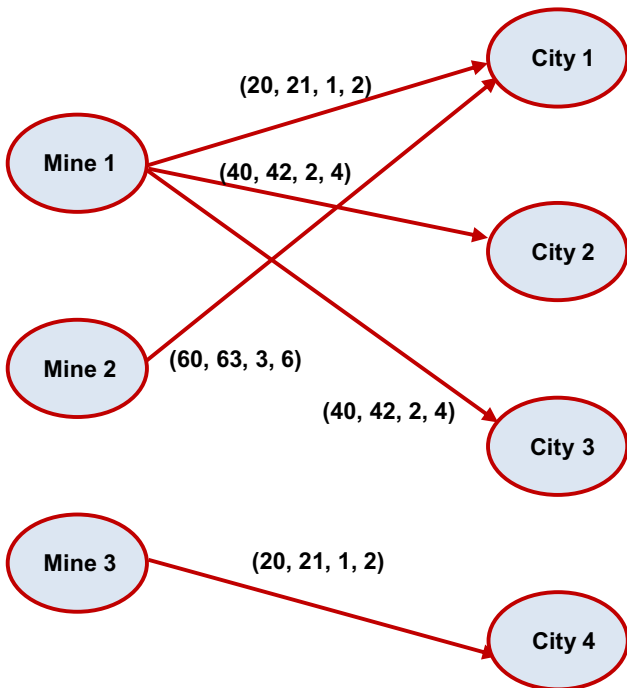 City 1
(20, 21, 1, 2)
Mine 1
(40, 42, 2, 4)
City 2
Mine 2
(60, 63, 3, 6)
(40, 42, 2, 4)
City 3
Mine 3
(20, 21, 1, 2)
City 4